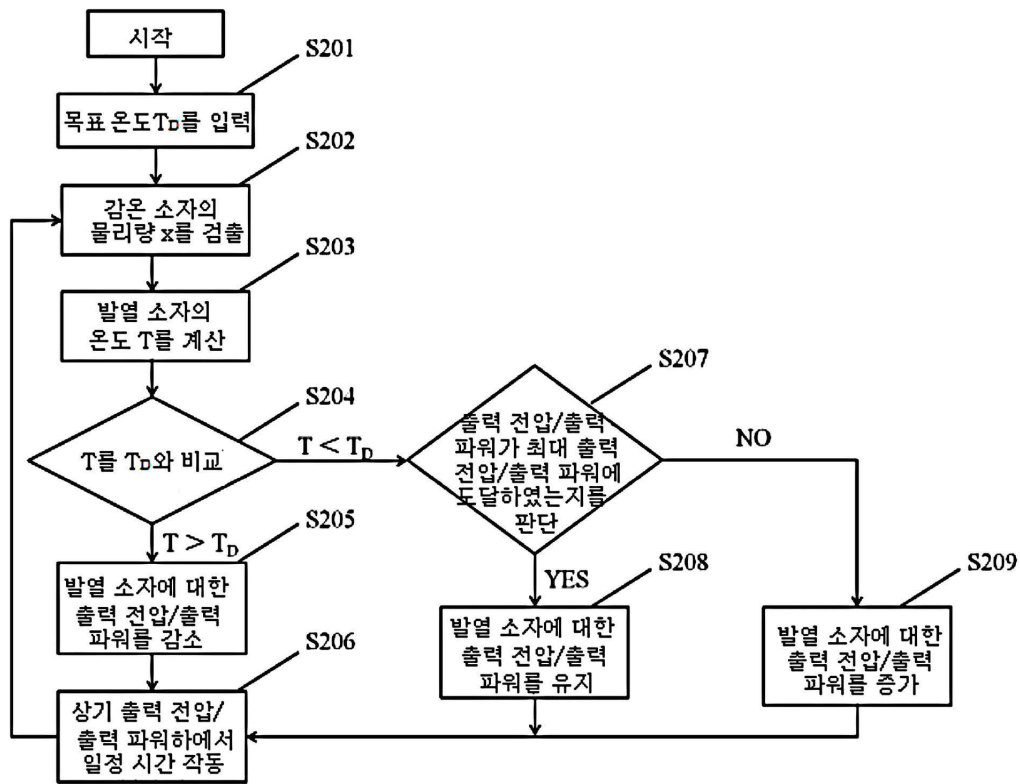 시작
S201
목표 온도 TD를 입력
S202
감온 소자의
물리량 x를 검출
S203
발열 소자의
온도 T를 계산
S204
T를 TD와 비교
T < TD
S207
출력 전압/출력
파워가 최대 출력
전압/출력 파워에
도달하였는지를
판단
NO
YES
T > TD
S205
발열 소자에 대한
출력 전압/출력
파워를 감소
S208
발열 소자에 대한
출력 전압/출력
파워를 유지
S209
발열 소자에 대한
출력 전압/출력
파워를 증가
S206
상기 출력 전압/
출력 파워하에서
일정 시간 작동